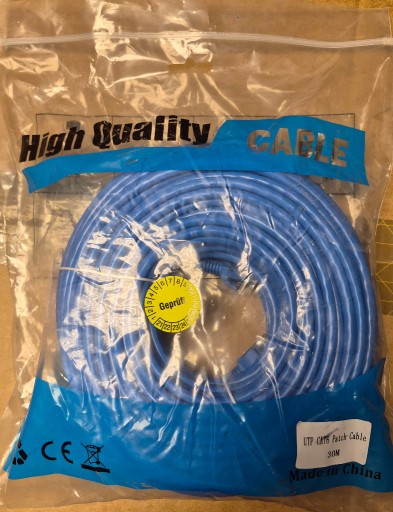 High Quality CABLE
Geprüft
UTP CAT6 Patch Cable
30M
CE
Made in China